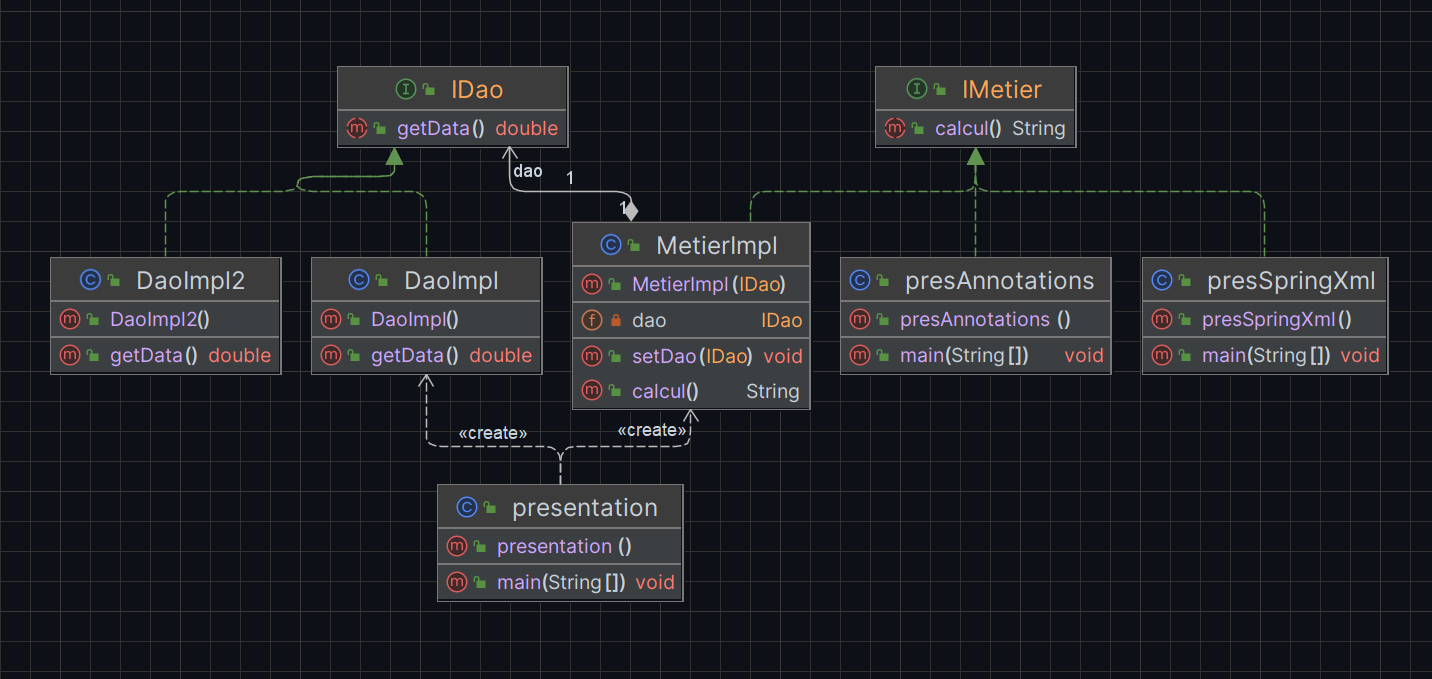 IDao
getData() double
IMetier
calcul() String
dao
1
1
DaoImpl2
DaoImpl2()
getData() double
DaoImpl
DaoImpl()
getData() double
MetierImpl
MetierImpl(IDao)
dao IDao
setDao(IDao) void
calcul() String
presAnnotations
presAnnotations ()
main(String[]) void
presSpringXml
presSpringXml()
main(String[]) void
«create»
«create»
presentation
presentation ()
main(String[]) void